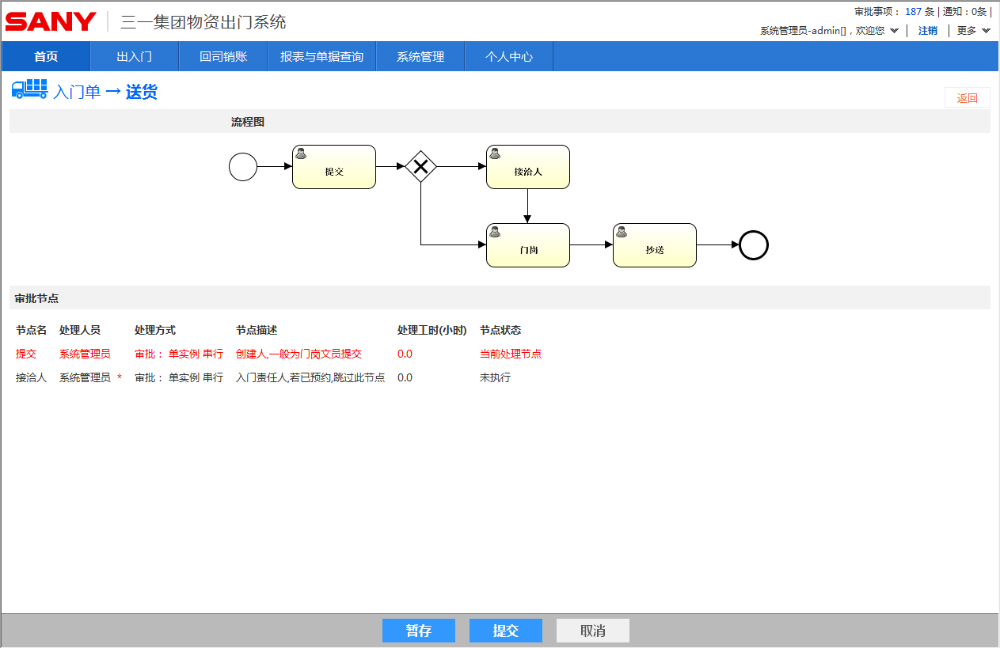 审批事项： 187 条 | 通知：0条 |
SANY 三一集团物资出门系统
系统管理员-admin[]，欢迎您 注销 更多
首页 出入门 回司销账 报表与单据查询 系统管理 个人中心
入门单 → 送货
返回
流程图
提交 接洽人
门岗 抄送
审批节点
节点名 处理人员 处理方式 节点描述 处理工时(小时) 节点状态
提交 系统管理员 审批： 单实例 串行 创建人,一般为门岗文员提交 0.0 当前处理节点
接洽人 系统管理员 * 审批： 单实例 串行 入门责任人,若已预约,跳过此节点 0.0 未执行
暂存 提交 取消